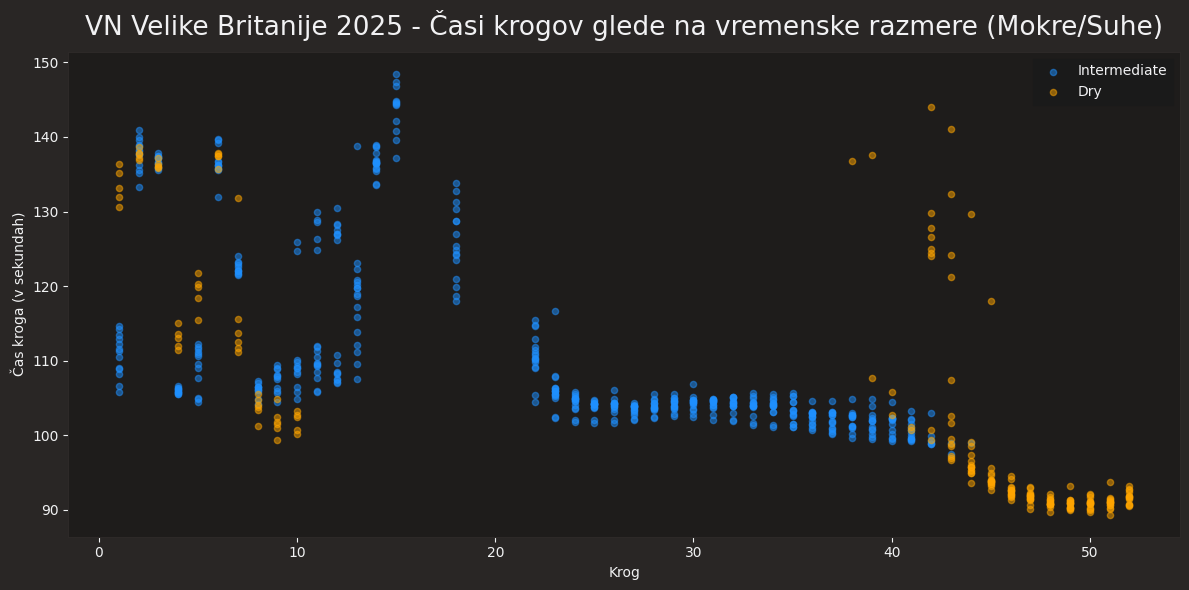 VN Velike Britanije 2025 - Časi krogov glede na vremenske razmere (Mokre/Suhe)
Intermediate
Dry
Čas kroga (v sekundah)
150
140
130
120
110
100
90
0
10
20
30
40
50
Krog